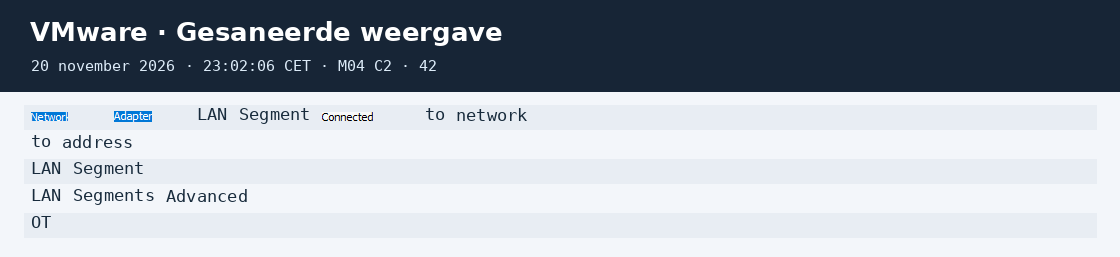 VMware · Gesaneerde weergave
20 november 2026 · 23:02:06 CET · M04 C2 · 42
Network Adapter LAN Segment Connected to network
to address
LAN Segment
LAN Segments Advanced
OT